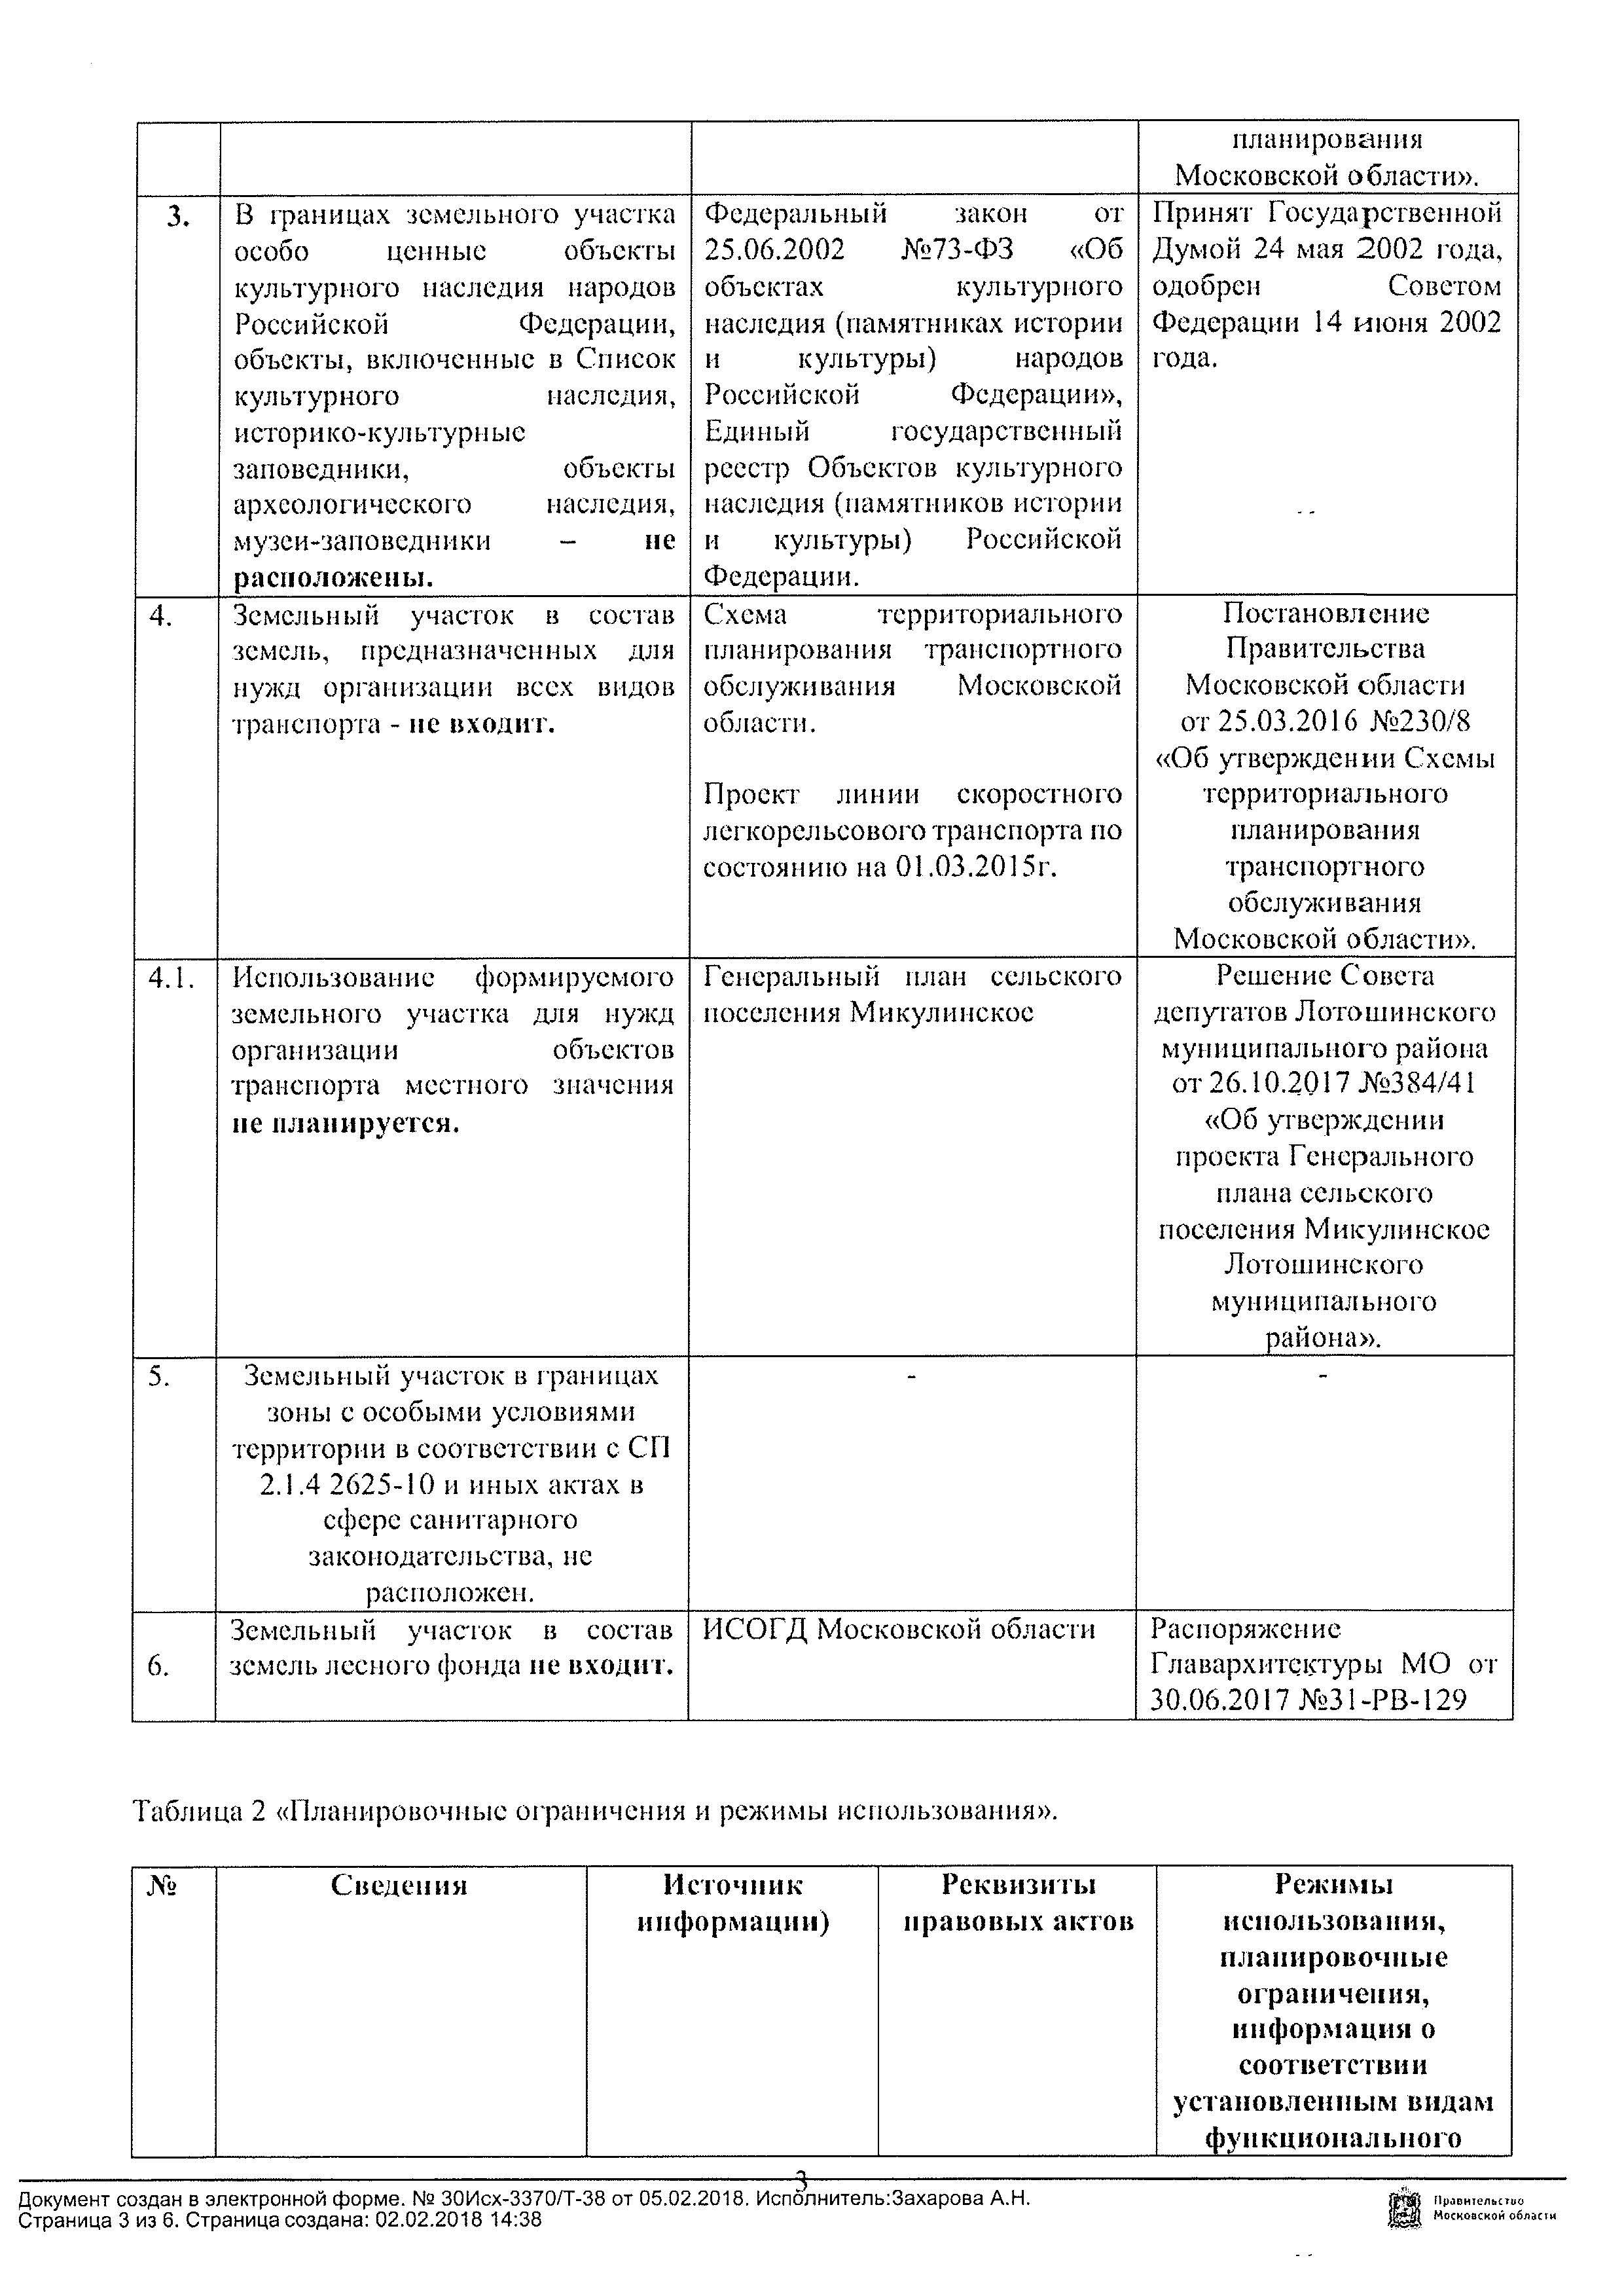 планирования
Московской области».
3.
В границах земельного участка
особо ценные объекты
культурного наследия народов
Российской Федерации,
объекты, включенные в Список
культурного наследия,
историко-культурные
заповедники, объекты
археологического наследия,
музеи-заповедники – не
расположены.
Федеральный закон от
25.06.2002 №73-ФЗ «Об
объектах культурного
наследия (памятниках истории
и культуры) народов
Российской Федерации»,
Единый государственный
реестр Объектов культурного
наследия (памятников истории
и культуры) Российской
Федерации.
Принят Государственной
Думой 24 мая 2002 года,
одобрен Советом
Федерации 14 июня 2002
года.
4.
Земельный участок в состав
земель, предназначенных для
нужд организации всех видов
транспорта - не входит.
Схема территориального
планирования транспортного
обслуживания Московской
области.
Проект линии скоростного
легкорельсового транспорта по
состоянию на 01.03.2015г.
Постановление
Правительства
Московской области
от 25.03.2016 №230/8
«Об утверждении Схемы
территориального
планирования
транспортного
обслуживания
Московской области».
4.1.
Использование формируемого
земельного участка для нужд
организации объектов
транспорта местного значения
не планируется.
Генеральный план сельского
поселения Микулинское
Решение Совета
депутатов Лотошинского
муниципального района
от 26.10.2017 №384/41
«Об утверждении
проекта Генерального
плана сельского
поселения Микулинское
Лотошинского
муниципального
района».
5.
Земельный участок в границах
зоны с особыми условиями
территории в соответствии с СП
2.1.4 2625-10 и иных актах в
сфере санитарного
законодательства, не
расположен.
-
-
6.
Земельный участок в состав
земель лесного фонда не входит.
ИСОГД Московской области
Распоряжение
Главархитектуры МО от
30.06.2017 №31-РВ-129
Таблица 2 «Планировочные ограничения и режимы использования».
№
Сведения
Источник
информации)
Реквизиты
правовых актов
Режимы
использования,
планировочные
ограничения,
информация о
соответствии
установленным видам
функционального
3
Документ создан в электронной форме. № 30Исх-3370/Т-38 от 05.02.2018. Исполнитель:Захарова А.Н.
Страница 3 из 6. Страница создана: 02.02.2018 14:38
Правительство
Московской области